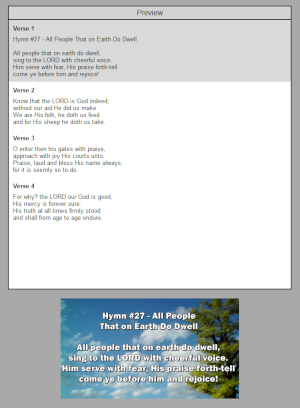 Preview
Verse 1
Hymn #27 - All People That on Earth Do Dwell
All people that on earth do dwell,
sing to the LORD with cheerful voice.
Him serve with fear, His praise forth-tell
come ye before him and rejoice!
Verse 2
Know that the LORD is God indeed;
without our aid He did us make
We are His folk, he doth us feed
and for His sheep he doth us take.
Verse 3
O enter then his gates with praise,
approach with joy His courts unto;
Praise, laud and bless His name always,
for it is seemly so to do.
Verse 4
For why? the LORD our God is good,
His mercy is forever sure.
His truth at all times firmly stood
and shall from age to age endure.
Hymn #27 - All People
That on Earth Do Dwell
All people that on earth do dwell,
sing to the LORD with cheerful voice.
Him serve with fear, His praise forth-tell
come ye before him and rejoice!